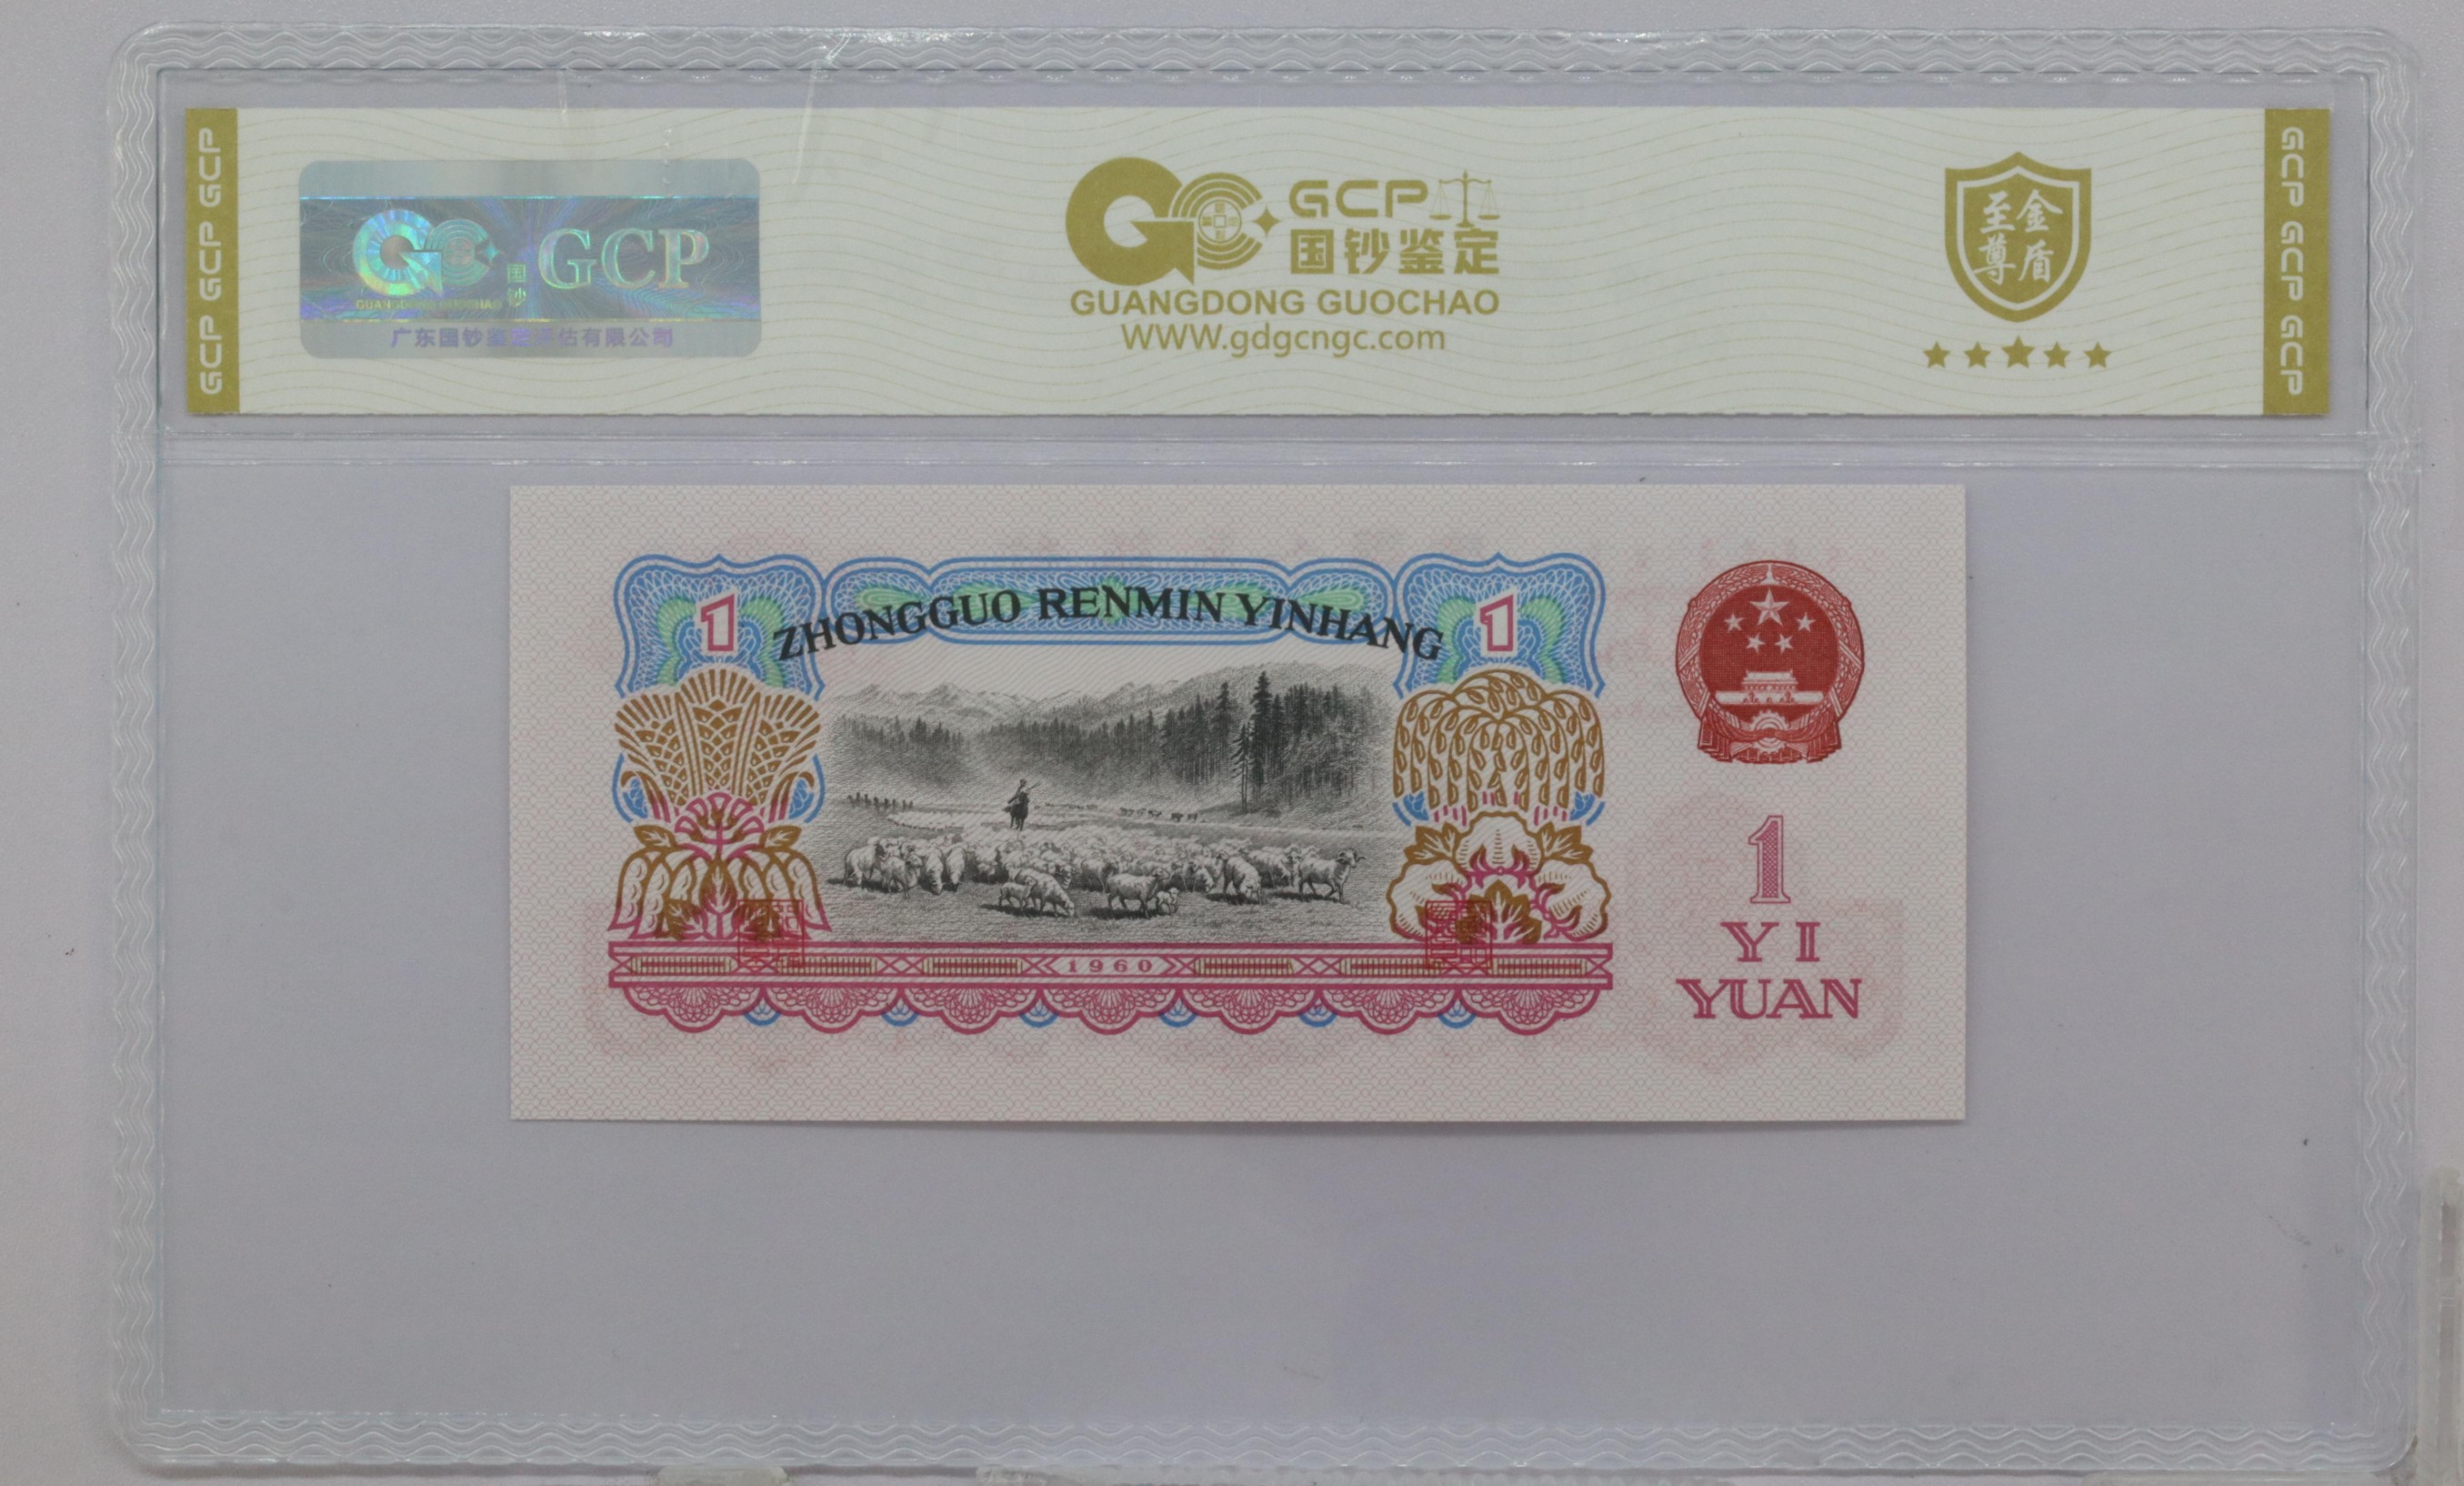 GCP GCP GCP
GUANGDONG GUOCHAO
国钞
GCP
广东国钞鉴定评估有限公司
GCP
国钞鉴定
GUANGDONG GUOCHAO
WWW.gdgcngc.com
至尊
金盾
GCP GCP GCP
1
ZHONGGUO RENMIN YINHANG
1
1960
1
YI
YUAN